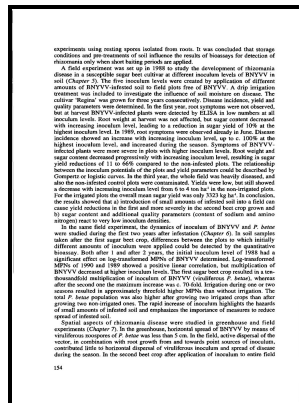 experiments using resting spores isolated from roots. It was concluded that storage
conditions and pre-treatments of soil influence the results of bioassays for detection of
rhizomania only when short baiting periods are applied.
A field experiment was set up in 1988 to study the development of rhizomania
disease in a susceptible sugar beet cultivar at different inoculum levels of BNYVV in
soil (Chapter 5). The five inoculum levels were created by application of different
amounts of BNYVV-infested soil to field plots free of BNYVV. A drip irrigation
treatment was included to investigate the influence of soil moisture on disease. The
cultivar 'Regina' was grown for three years consecutively. Disease incidence, yield and
quality parameters were determined. In the first year, root symptoms were not observed,
but at harvest BNYVV-infected plants were detected by ELISA in low numbers at all
inoculum levels. Root weight at harvest was not affected, but sugar content decreased
with increasing inoculum level, leading to a reduction in sugar yield of 10% at the
highest inoculum level. In 1989, root symptoms were observed already in June. Disease
incidence showed an increase with increasing inoculum level, up to c. 100% at the
highest inoculum level, and increased during the season. Symptoms of BNYVV-
infected plants were more severe in plots with higher inoculum levels. Root weight and
sugar content decreased progressively with increasing inoculum level, resulting in sugar
yield reductions of 11 to 66% compared to the non-infested plots. The relationships
between the inoculum potentials of the plots and yield parameters could be described by
Gompertz or logistic curves. In the third year, the whole field was heavily diseased, and
also the non-infested control plots were contaminated. Yields were low, but still showed
a decrease with increasing inoculum level from 6 to 4 ton ha⁻¹ in the non-irrigated plots.
For the irrigated plots the overall mean sugar yield was only 3323 kg ha⁻¹. In conclusion,
the results showed that a) introduction of small amounts of infested soil into a field can
cause yield reductions in the first and more severely in the second beet crop grown and
b) sugar content and additional quality parameters (content of sodium and amino
nitrogen) react to very low inoculum densities.
In the same field experiment, the dynamics of inoculum of BNYVV and P. betae
were studied during the first two years after infestation (Chapter 6). In soil samples
taken after the first sugar beet crop, differences between the plots to which initially
different amounts of inoculum were applied could be detected by the quantitative
bioassay. Both 1 and 2 years, the initial inoculum level of 1988 had a
significant effect on log-transformed MPNs of BNYVV determined. Log-transformed
MPNs of 1990 and 1989 showed a positive linear correlation, but relative increase of
BNYVV decreased at higher inoculum levels. The first sugar beet crop resulted in a ten-
thousandfold multiplication of inoculum of BNYVV (viruliferous P. betae), whereas
after the second one the maximum increase was c. 70-fold. Irrigation during one or two
seasons resulted in approximately threefold higher MPNs than without irrigation. The
total P. betae population was also higher after growing two irrigated crops than after
growing two non-irrigated ones. The rapid increase of inoculum highlights the hazards
of small amounts of infested soil and emphasizes the importance of measures to reduce
spread of infested soil.
Spatial aspects of rhizomania disease were studied in greenhouse and field
experiments (Chapter 7). In the greenhouse, horizontal spread of BNYVV by means of
viruliferous zoospores of P. betae was less than 5 cm. In the field, active dispersal of the
vector, in combination with root growth from and towards point sources of inoculum,
contributed little to horizontal dispersal of viruliferous inoculum and spread of disease
during the season. In the second beet crop after application of inoculum to entire field
154